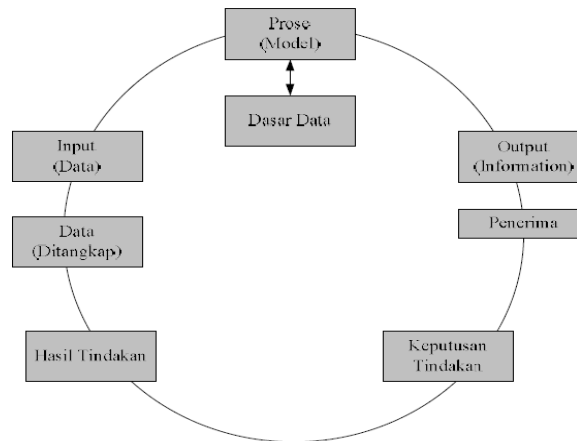 Prose
(Model)
Dasar Data
Input
(Data)
Output
(Information)
Data
(Ditangkap)
Penerima
Hasil Tindakan
Keputusan
Tindakan